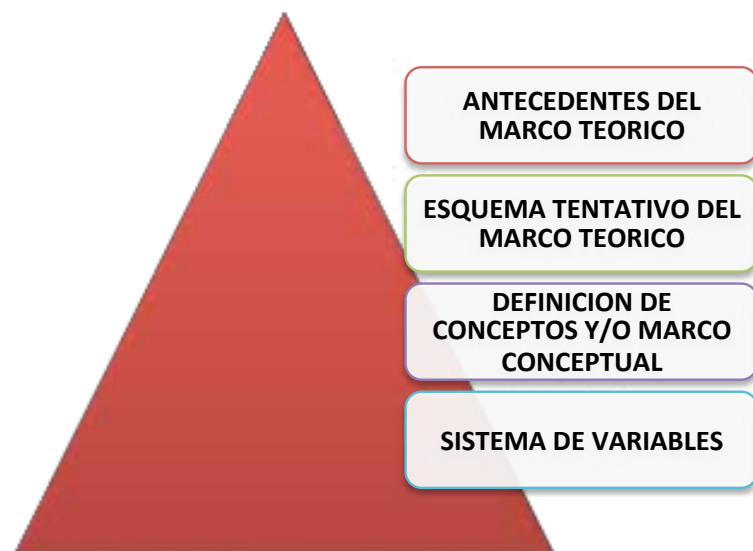 ANTECEDENTES DEL
MARCO TEORICO
ESQUEMA TENTATIVO DEL
MARCO TEORICO
DEFINICION DE
CONCEPTOS Y/O MARCO
CONCEPTUAL
SISTEMA DE VARIABLES